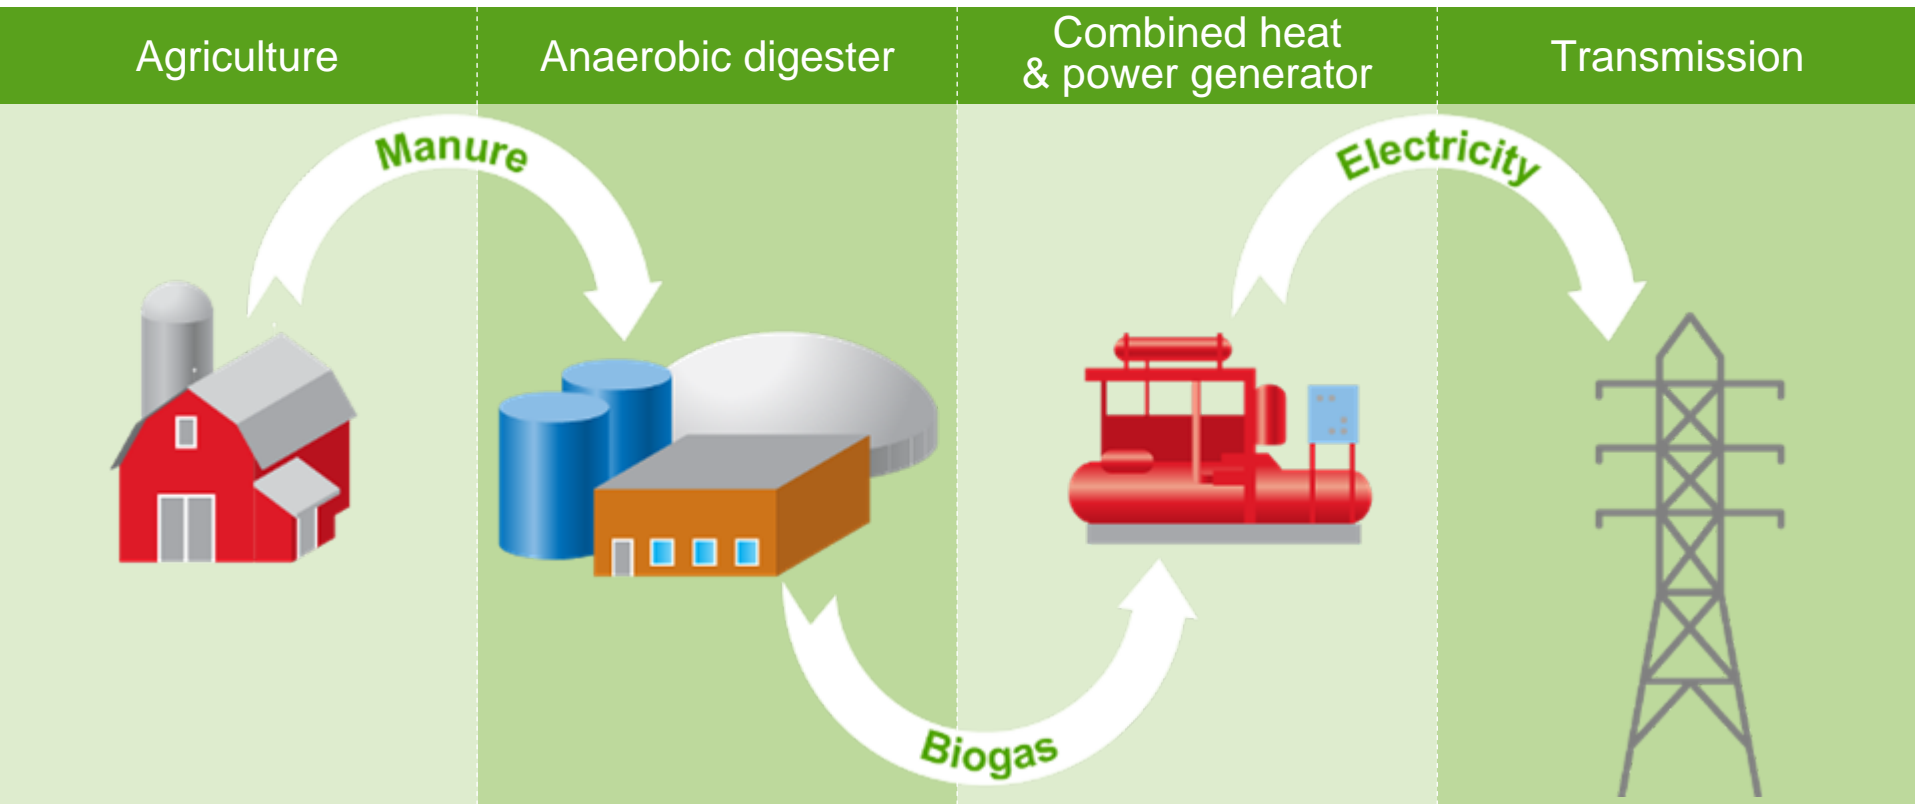 Agriculture
Anaerobic digester
Combined heat
& power generator
Transmission
Manure
Electricity
Biogas